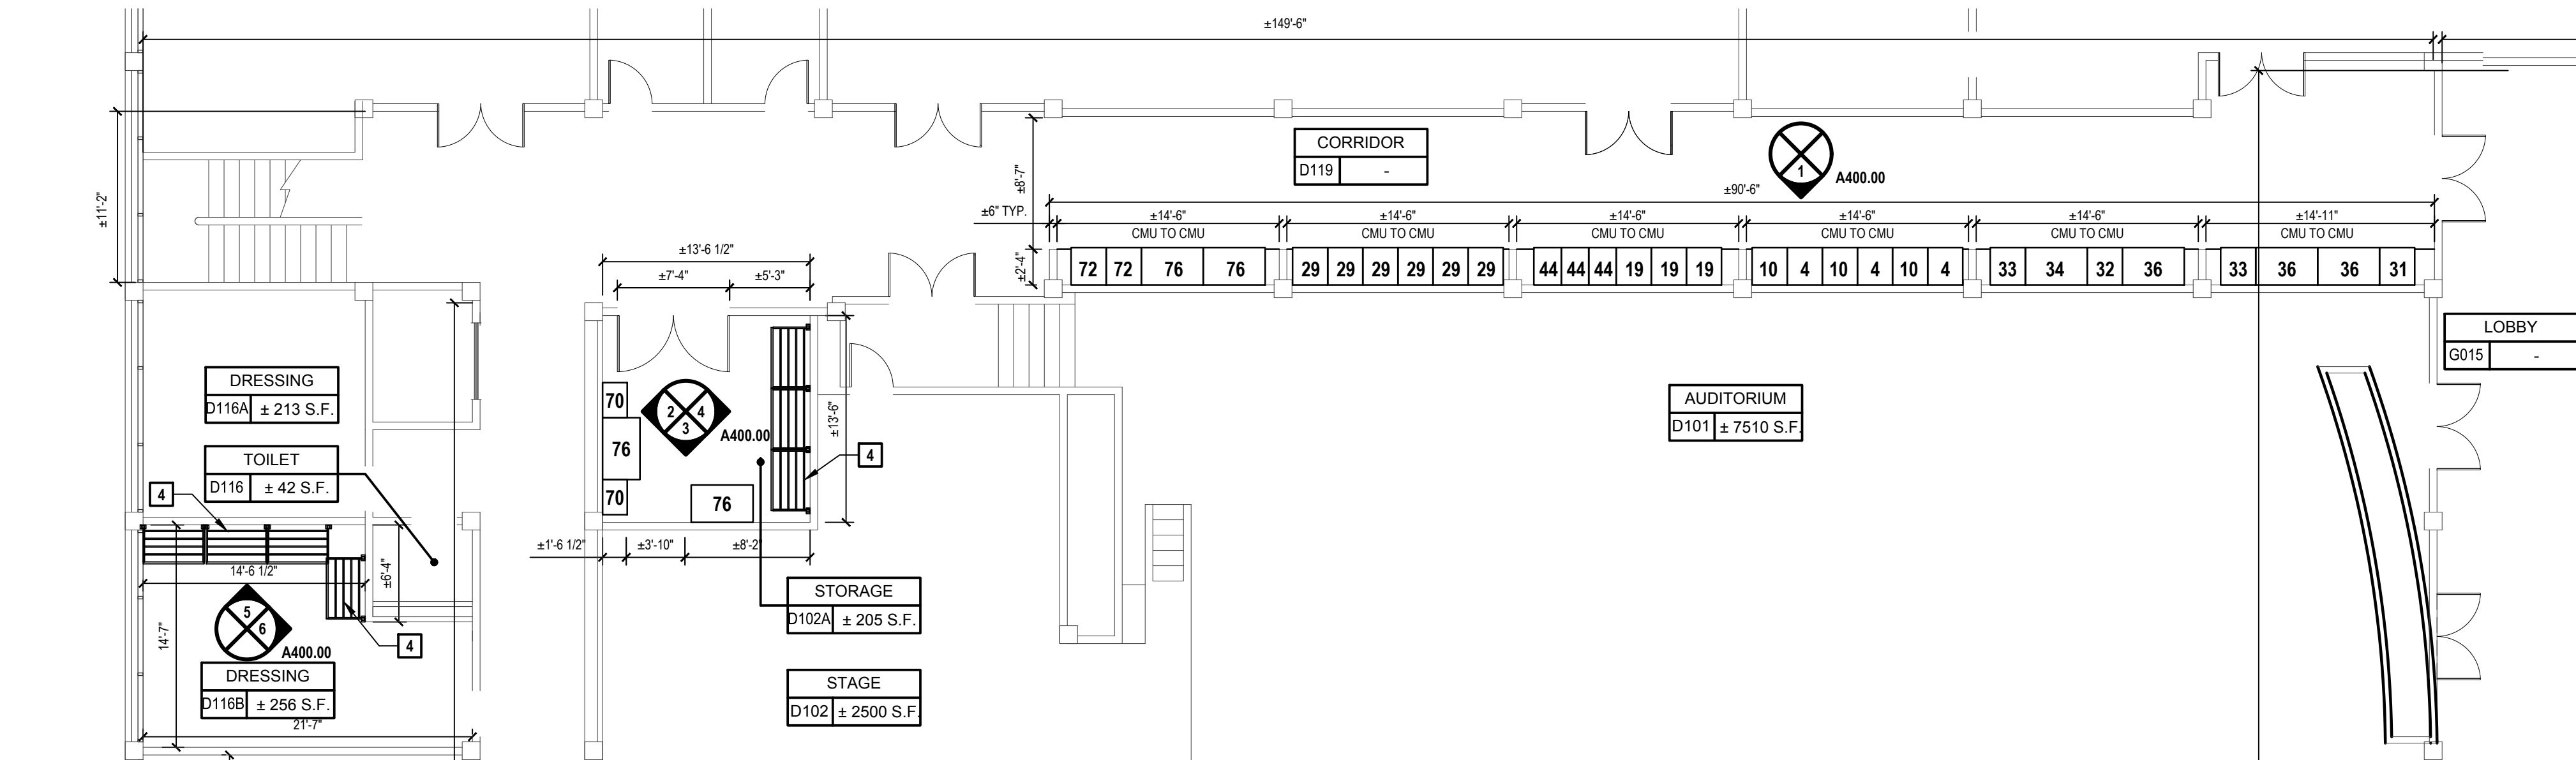 ±149'-6"
CORRIDOR
D119 -
1
A400.00
±11'-2"
±8'-7"
±90'-6"
±6" TYP.
±14'-6" ±14'-6" ±14'-6" ±14'-6" ±14'-6" ±14'-11"
CMU TO CMU CMU TO CMU CMU TO CMU CMU TO CMU CMU TO CMU CMU TO CMU
±2'-4"
72 72 76 76 29 29 29 29 29 29 44 44 44 19 19 19 10 4 10 4 10 4 33 34 32 36 33 36 36 31
±13'-6 1/2"
±7'-4" ±5'-3"
LOBBY
G015 -
DRESSING
D116A ± 213 S.F.
70
2 4
3
A400.00
76
70
76
±13'-6"
4
AUDITORIUM
D101 ± 7510 S.F.
TOILET
D116 ± 42 S.F.
4
±1'-6 1/2" ±3'-10" ±8'-2"
14'-6 1/2"
±6'-4"
14'-7"
5
6
A400.00
4
STORAGE
D102A ± 205 S.F.
DRESSING
D116B ± 256 S.F.
21'-7"
STAGE
D102 ± 2500 S.F.